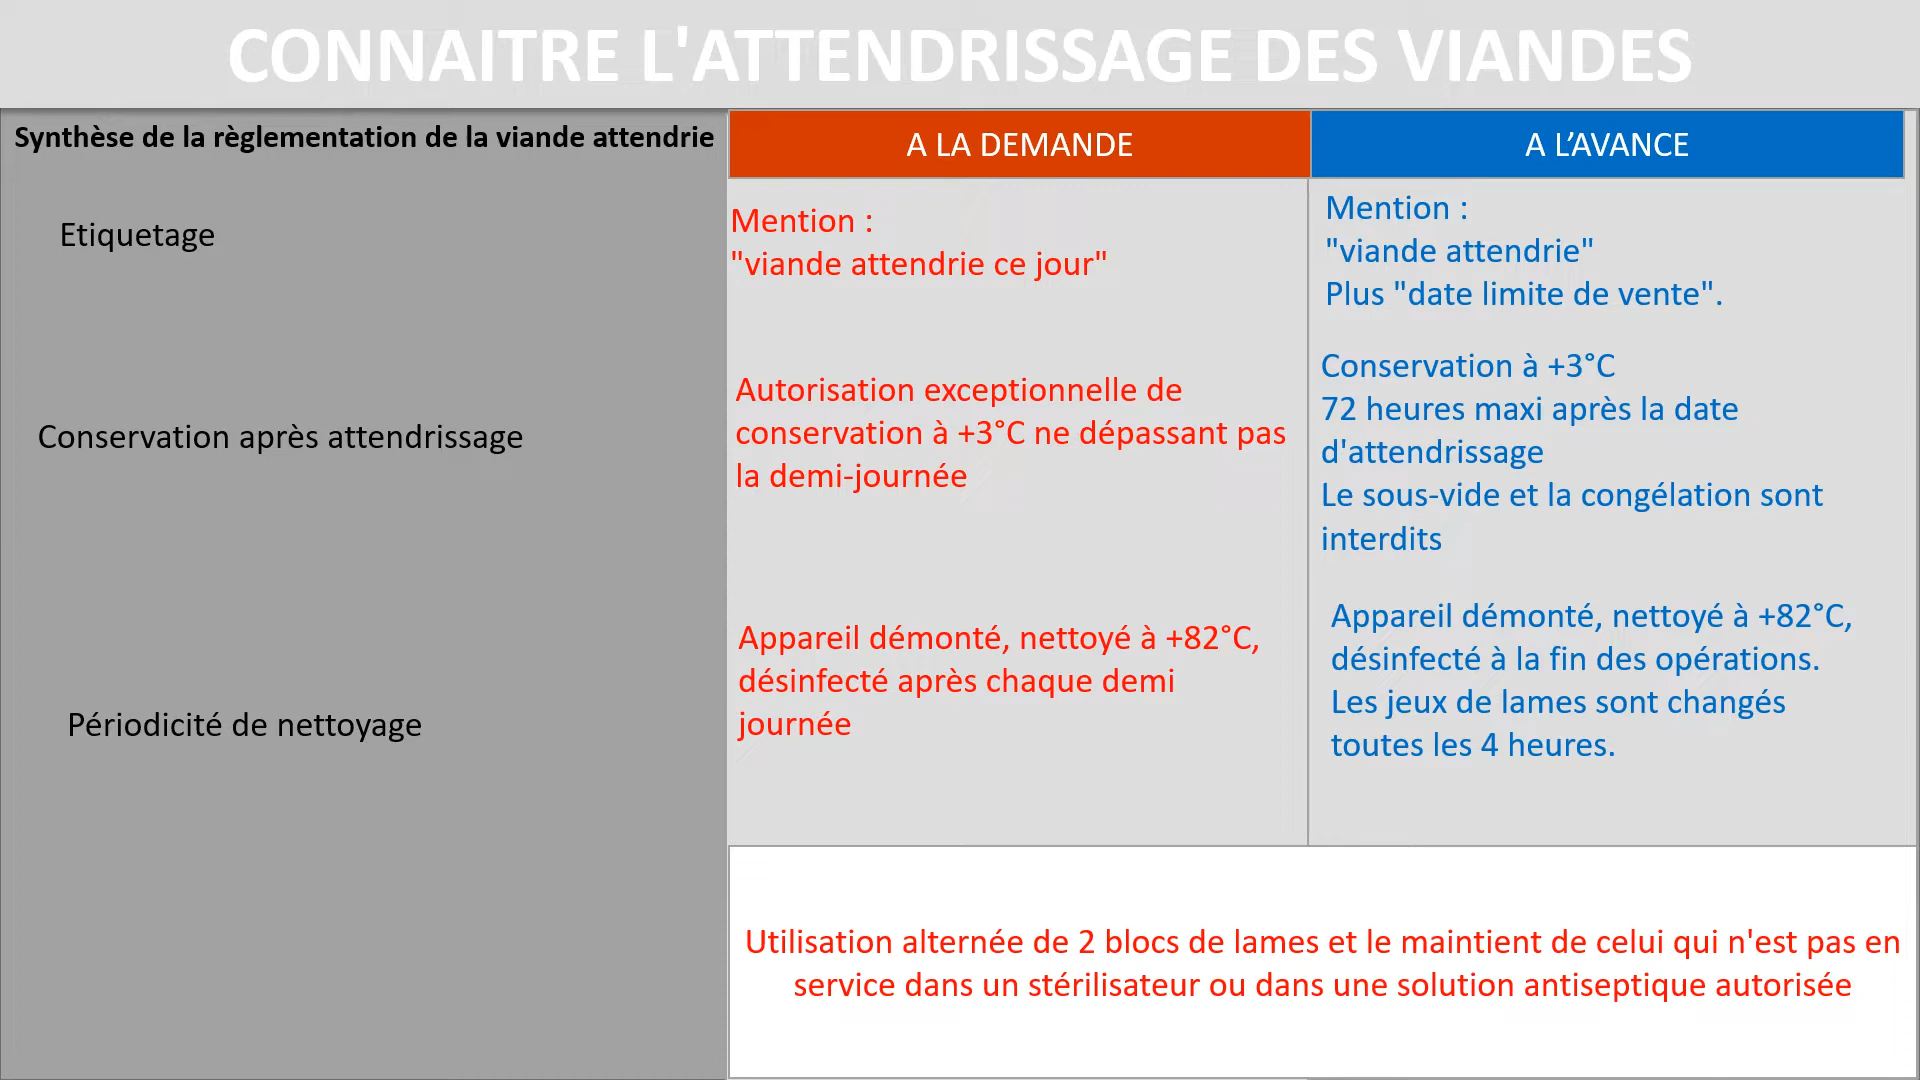 CONNAITRE L'ATTENDRISSAGE DES VIANDES
Synthèse de la règlementation de la viande attendrie
A LA DEMANDE
A L’AVANCE
Etiquetage
Mention :
"viande attendrie ce jour"
Mention :
"viande attendrie"
Plus "date limite de vente".
Conservation après attendrissage
Autorisation exceptionnelle de
conservation à +3°C ne dépassant pas
la demi-journée
Conservation à +3°C
72 heures maxi après la date
d'attendrissage
Le sous-vide et la congélation sont
interdits
Périodicité de nettoyage
Appareil démonté, nettoyé à +82°C,
désinfecté après chaque demi
journée
Appareil démonté, nettoyé à +82°C,
désinfecté à la fin des opérations.
Les jeux de lames sont changés
toutes les 4 heures.
Utilisation alternée de 2 blocs de lames et le maintient de celui qui n'est pas en
service dans un stérilisateur ou dans une solution antiseptique autorisée